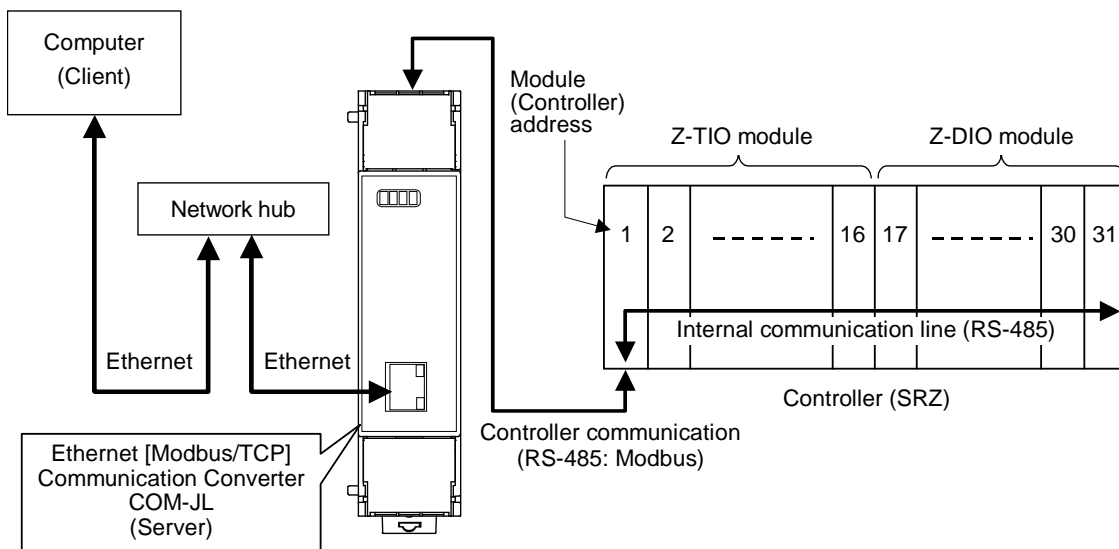 Computer
(Client)
Network hub
Ethernet
Ethernet
Ethernet [Modbus/TCP]
Communication Converter
COM-JL
(Server)
Module
(Controller)
address
Z-TIO module
Z-DIO module
1 2 16 17 30 31
Internal communication line (RS-485)
Controller (SRZ)
Controller communication
(RS-485: Modbus)